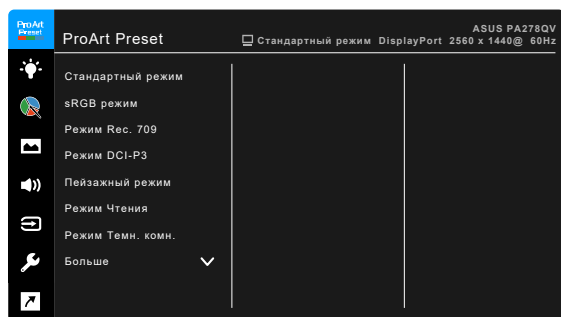 ProArt
Preset
ProArt Preset
ASUS PA278QV
Стандартный режим DisplayPort 2560 x 1440@ 60Hz
Стандартный режим
sRGB режим
Режим Rec. 709
Режим DCI-P3
Пейзажный режим
Режим Чтения
Режим Темн. комн.
Больше